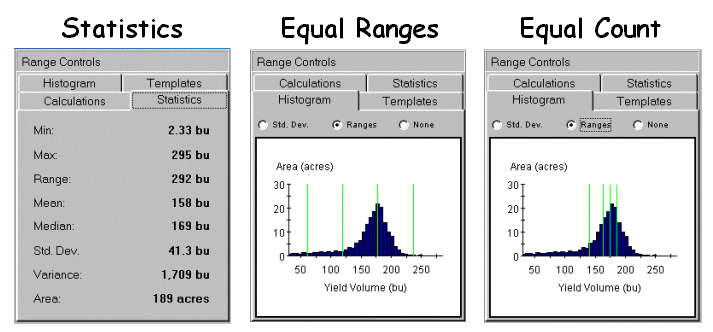 Statistics
Range Controls
Histogram Templates
Calculations Statistics
Min: 2.33 bu
Max: 295 bu
Range: 292 bu
Mean: 158 bu
Median: 169 bu
Std. Dev. 41.3 bu
Variance: 1,709 bu
Area: 189 acres
Equal Ranges
Range Controls
Calculations Statistics
Histogram Templates
Std. Dev. Ranges None
Area (acres)
30
20
10
0
50 100 150 200 250
Yield Volume (bu)
Equal Count
Range Controls
Calculations Statistics
Histogram Templates
Std. Dev. Ranges None
Area (acres)
30
20
10
0
50 100 150 200 250
Yield Volume (bu)